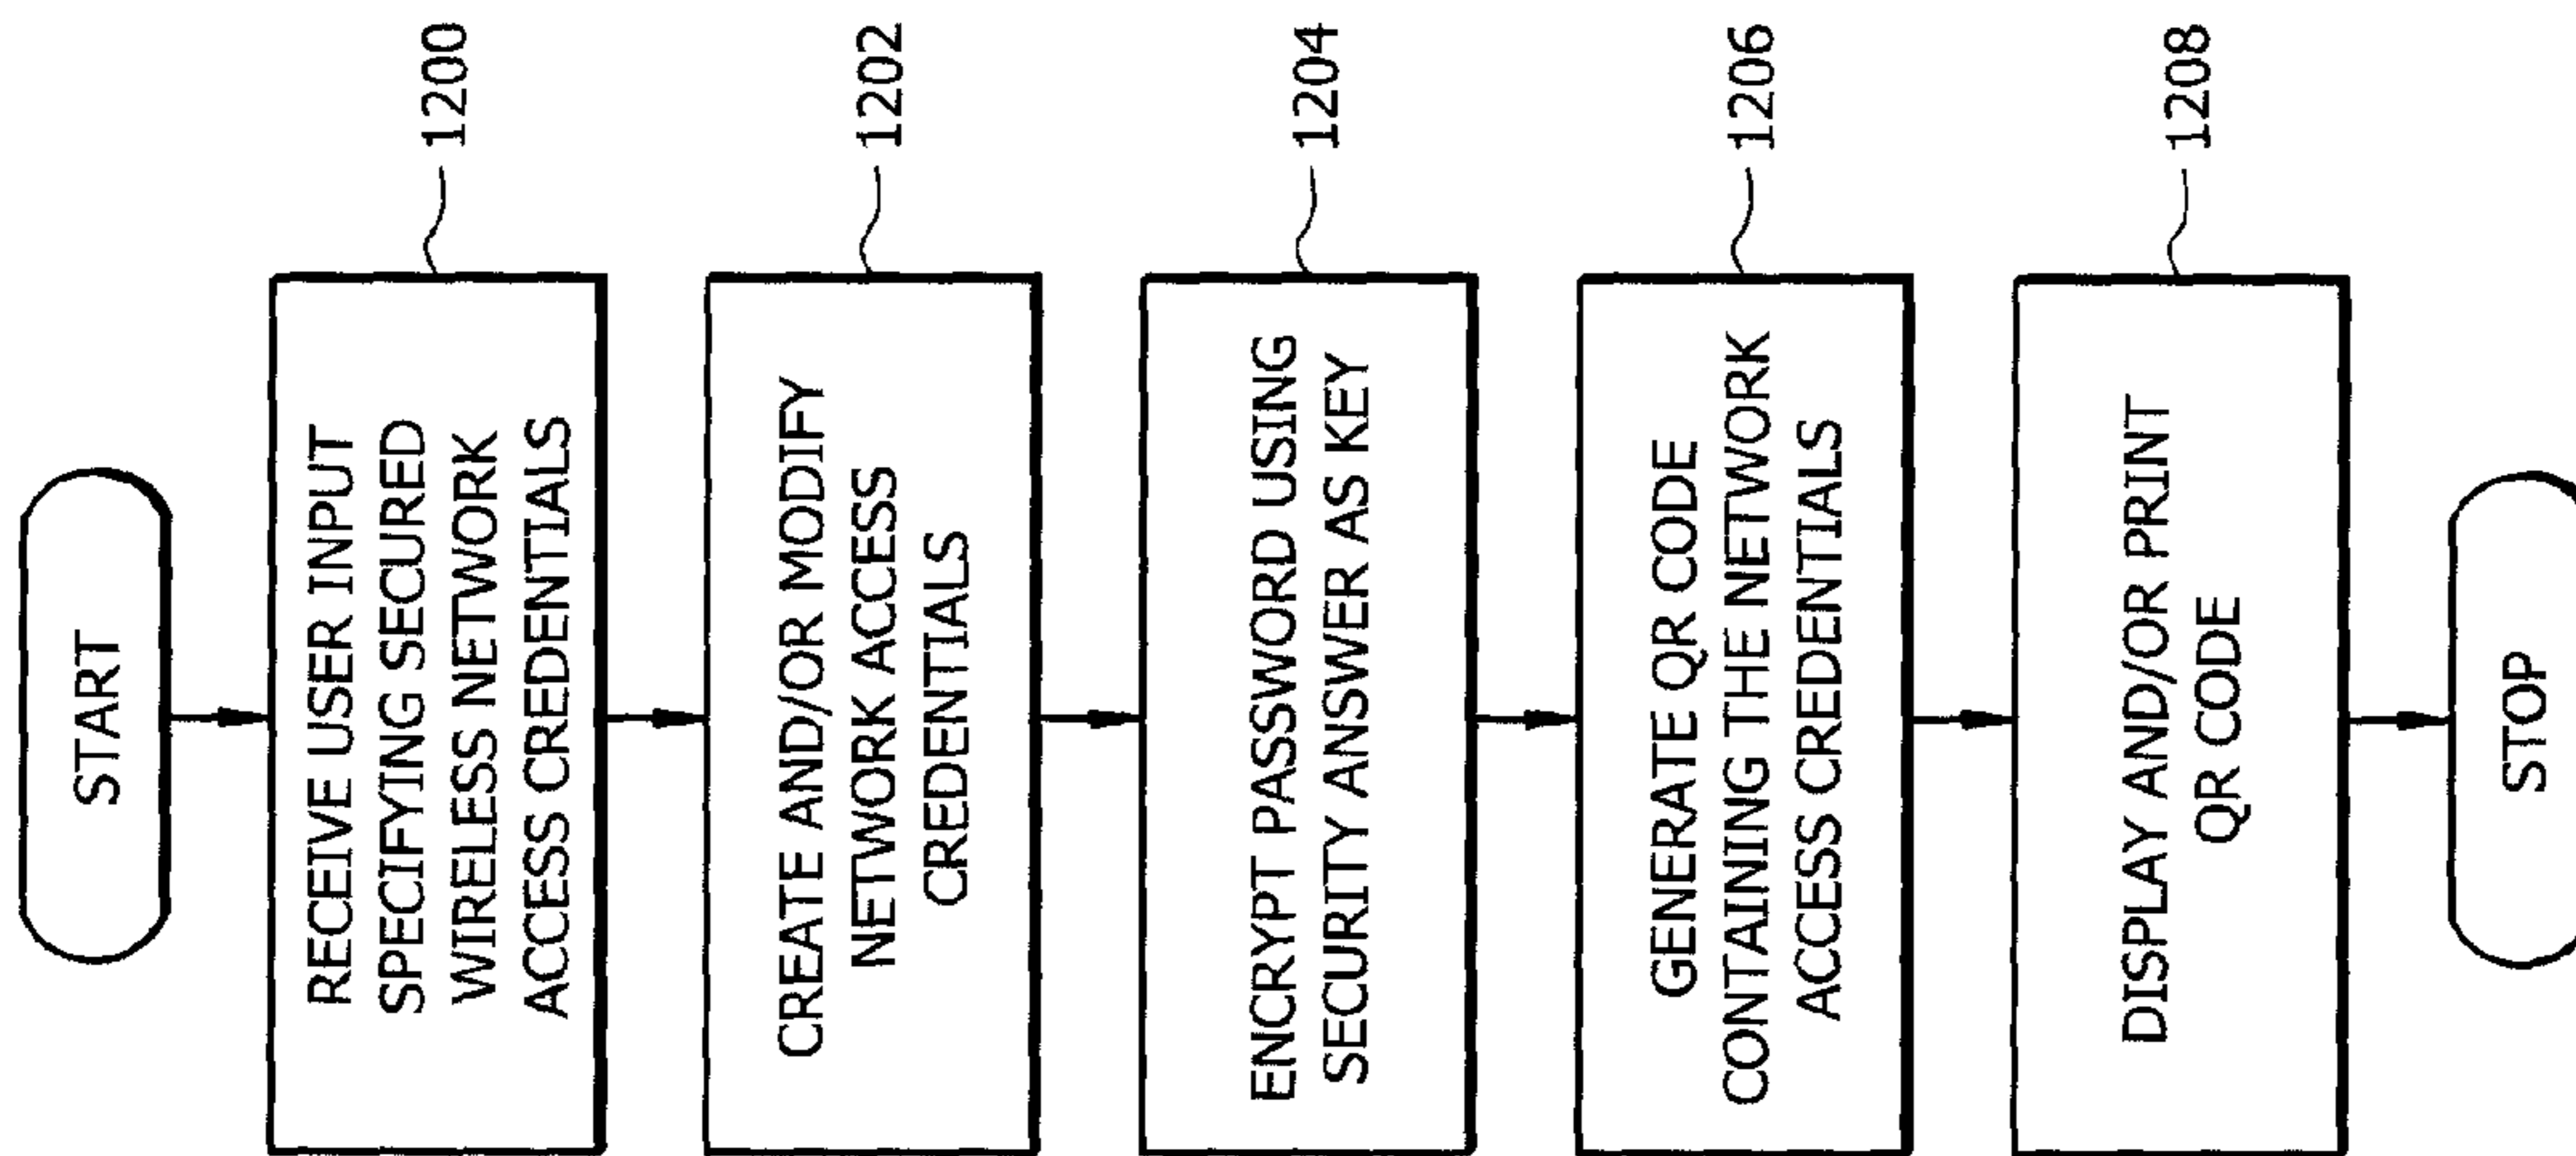 START
RECEIVE USER INPUT
SPECIFYING SECURED
WIRELESS NETWORK
ACCESS CREDENTIALS
1200
CREATE AND/OR MODIFY
NETWORK ACCESS
CREDENTIALS
1202
ENCRYPT PASSWORD USING
SECURITY ANSWER AS KEY
1204
GENERATE QR CODE
CONTAINING THE NETWORK
ACCESS CREDENTIALS
1206
DISPLAY AND/OR PRINT
QR CODE
1208
STOP